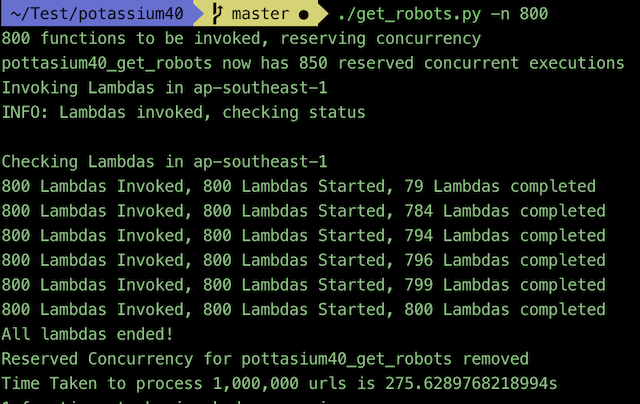 ~/Test/potassium40 master ● ./get_robots.py -n 800
800 functions to be invoked, reserving concurrency
pottasium40_get_robots now has 850 reserved concurrent executions
Invoking Lambdas in ap-southeast-1
INFO: Lambdas invoked, checking status
Checking Lambdas in ap-southeast-1
800 Lambdas Invoked, 800 Lambdas Started, 79 Lambdas completed
800 Lambdas Invoked, 800 Lambdas Started, 784 Lambdas completed
800 Lambdas Invoked, 800 Lambdas Started, 794 Lambdas completed
800 Lambdas Invoked, 800 Lambdas Started, 796 Lambdas completed
800 Lambdas Invoked, 800 Lambdas Started, 799 Lambdas completed
800 Lambdas Invoked, 800 Lambdas Started, 800 Lambdas completed
All lambdas ended!
Reserved Concurrency for pottasium40_get_robots removed
Time Taken to process 1,000,000 urls is 275.6289768218994s